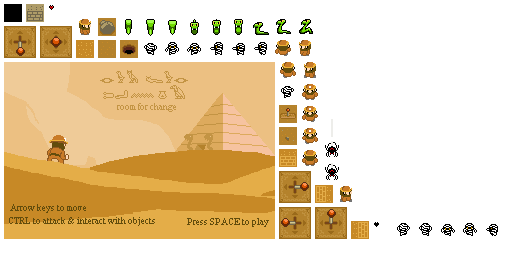 room for change
Arrow keys to move
CTRL to attack & interact with objects
Press SPACE to play